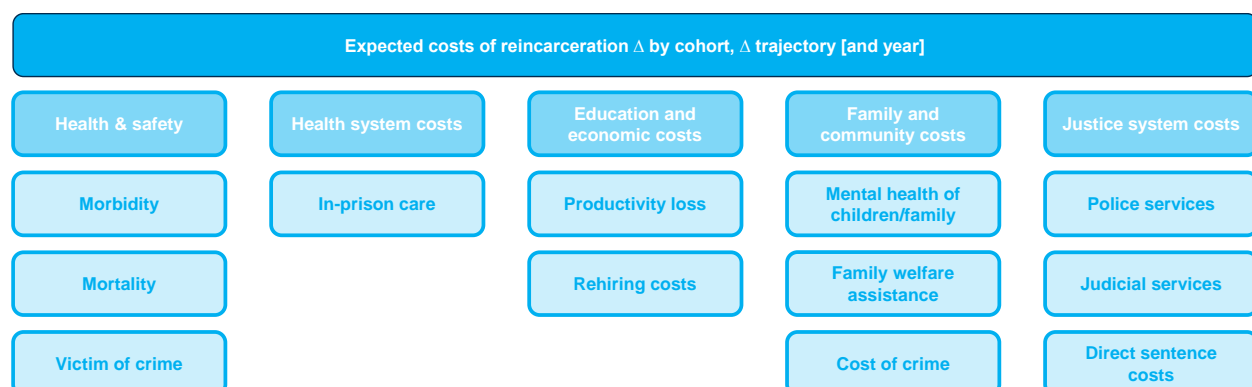 Expected costs of reincarceration Δ by cohort, Δ trajectory [and year]
Health & safety
Health system costs
Education and
economic costs
Family and
community costs
Justice system costs
Morbidity
In-prison care
Productivity loss
Mental health of
children/family
Police services
Mortality
Rehiring costs
Family welfare
assistance
Judicial services
Victim of crime
Cost of crime
Direct sentence
costs